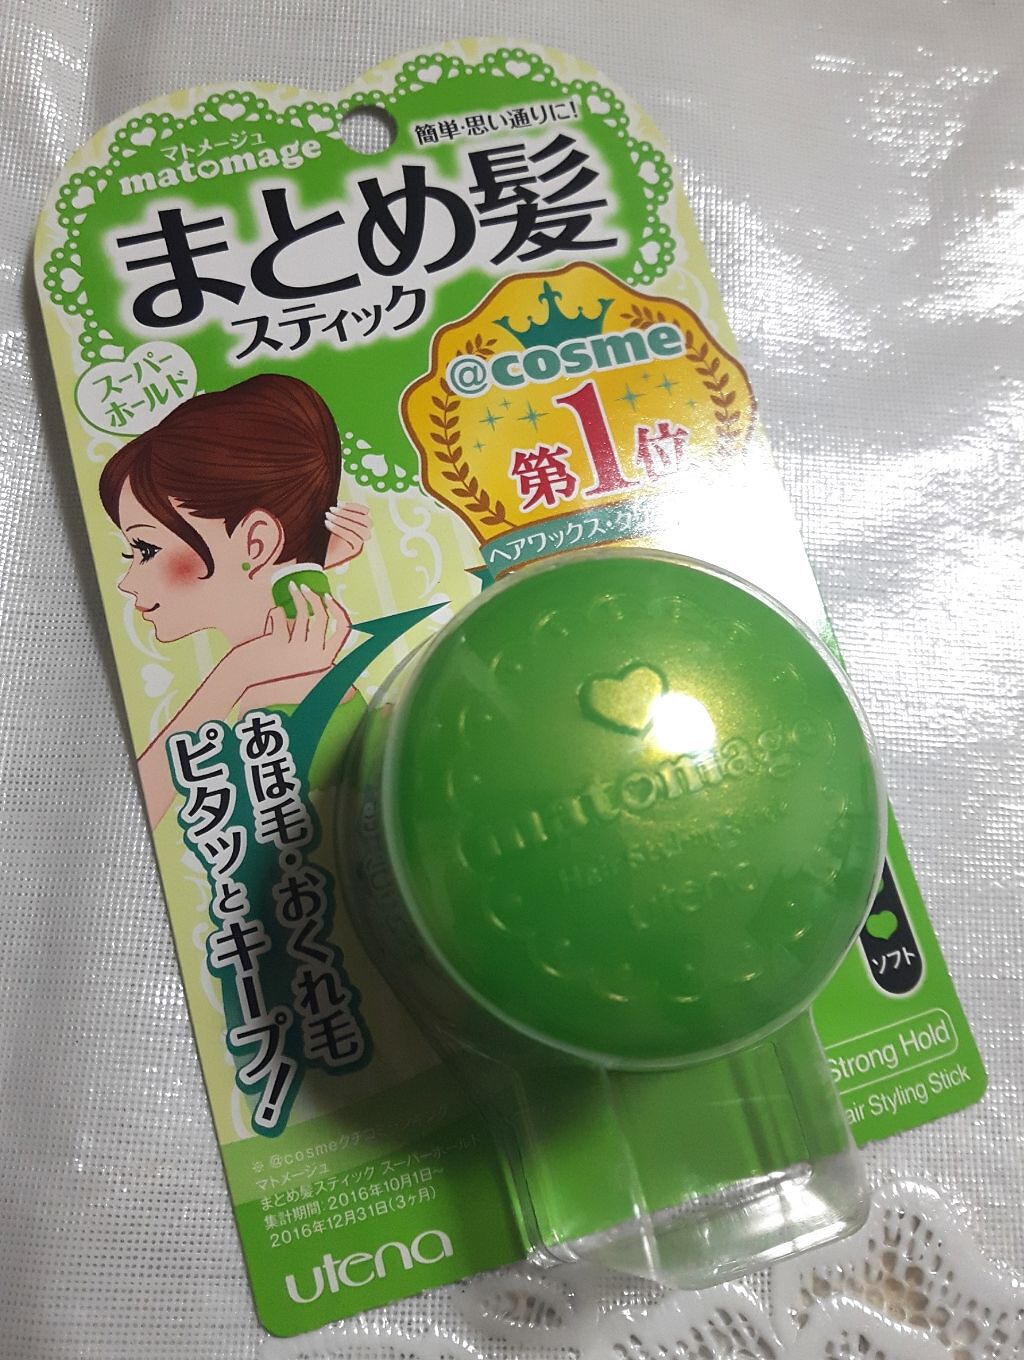 マトメージュ
matomage
簡単・思い通りに!
まとめ髪
スティック
スーパー
ホールド
@cosme
第1位
ヘアワックス・
あほ毛・おくれ毛
ピタッとキープ!
matomage
Hair Styling Stick
utena
ソフト
Strong Hold
Hair Styling Stick
※@cosmeクチコミランキング
マトメージュ
まとめ髪スティック スーパーホールド
集計期間:2016年10月1日~
2016年12月31日(3ヶ月)
utena